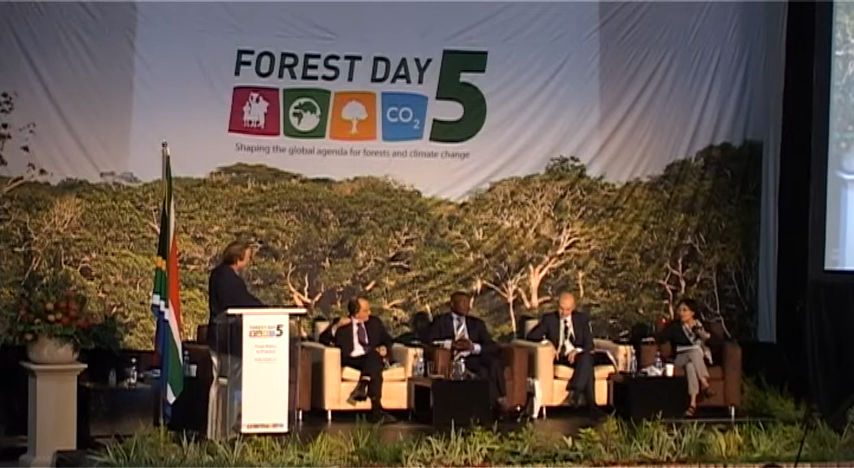 FOREST DAY 5
CO2
Shaping the global agenda for forests and climate change
FOREST DAY 5